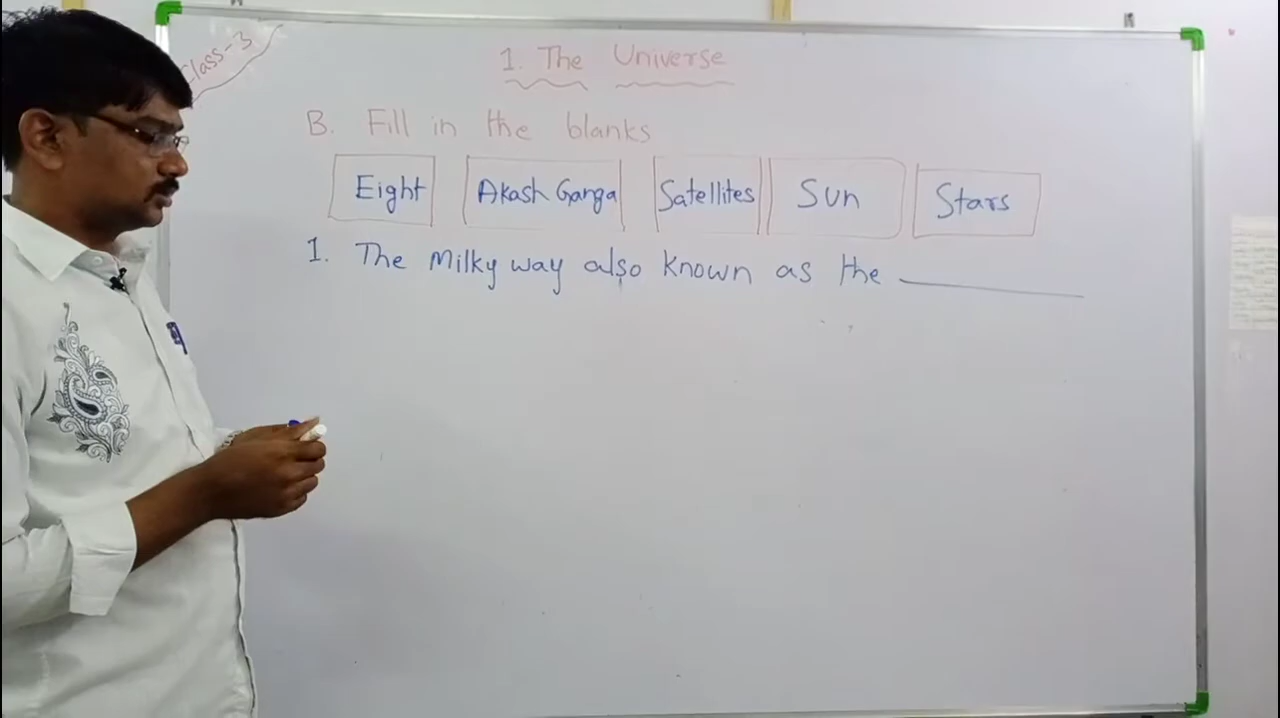 Class-3
1. The Universe
B. Fill in the blanks
Eight Akash Ganga Satellites Sun Stars
1. The Milky way also known as the